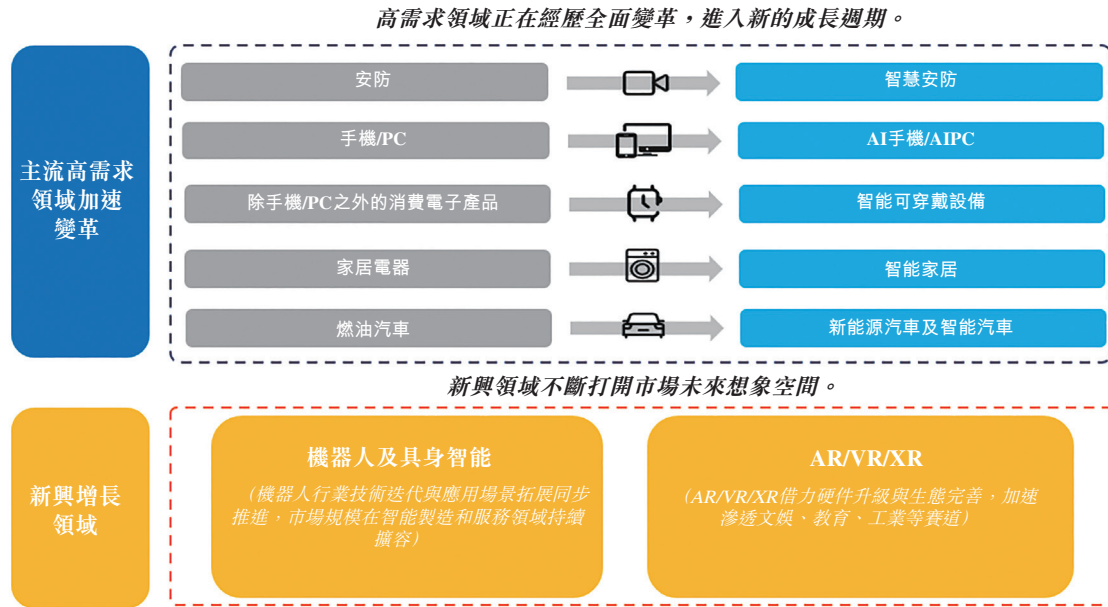 高需求領域正在經歷全面變革，進入新的成長週期。
主流高需求
領域加速
變革
安防
智慧安防
手機/PC
AI手機/AIPC
除手機/PC之外的消費電子產品
智能可穿戴設備
家居電器
智能家居
燃油汽車
新能源汽車及智能汽車
新興領域不斷打開市場未來想象空間。
新興增長
領域
機器人及具身智能
（機器人行業技術迭代與應用場景拓展同步
推進，市場規模在智能製造和服務領域持續
擴容）
AR/VR/XR
（AR/VR/XR借力硬件升級與生態完善，加速
滲透文娛、教育、工業等賽道）